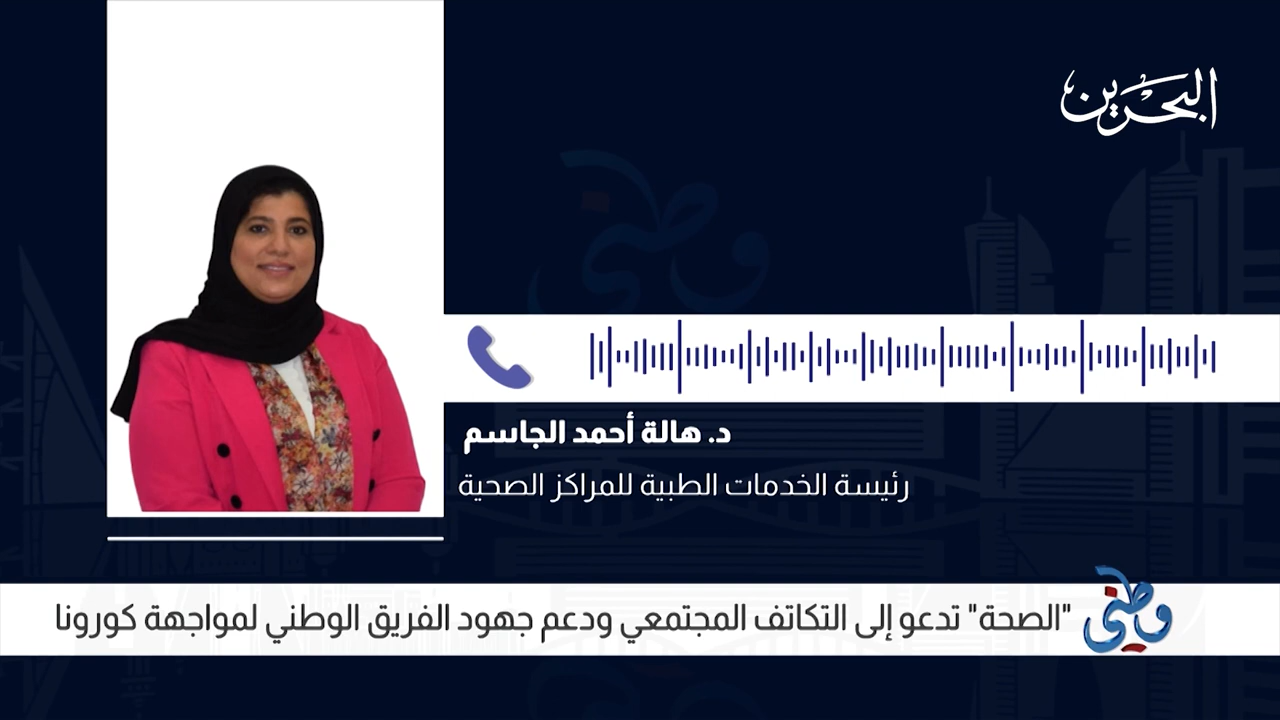 البحرين
وطني
د. هالة أحمد الجاسم
رئيسة الخدمات الطبية للمراكز الصحية
"الصحة" تدعو إلى التكاتف المجتمعي ودعم جهود الفريق الوطني لمواجهة كورونا
وطني